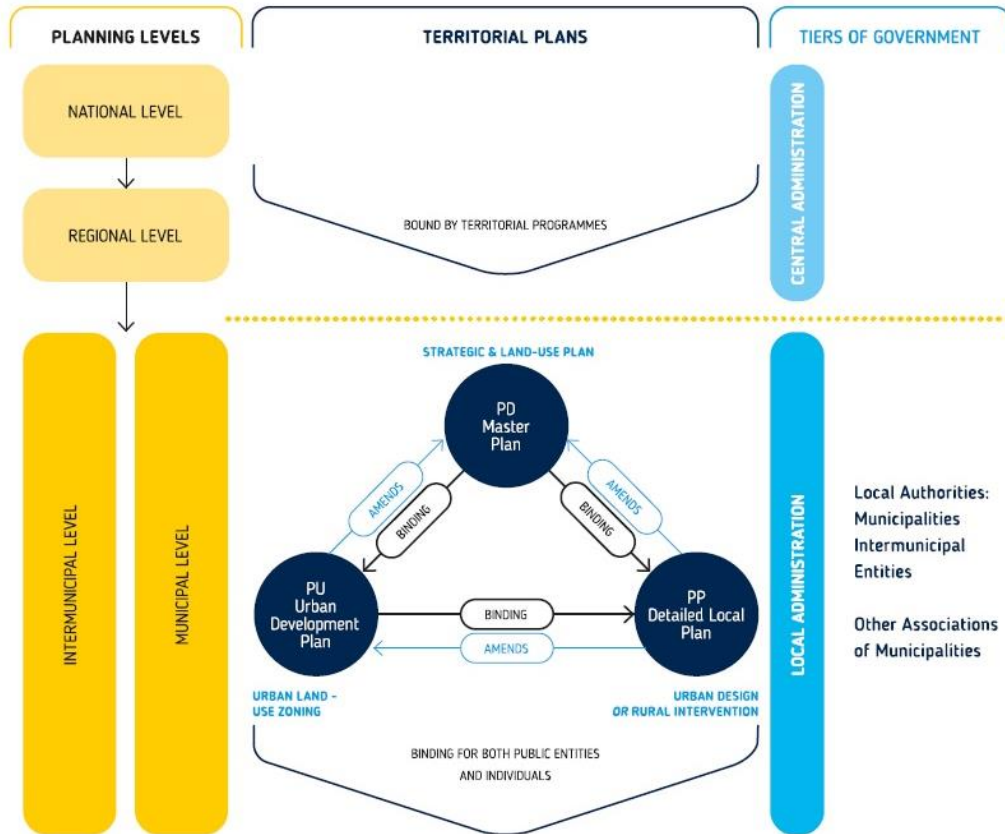 PLANNING LEVELS
TERRITORIAL PLANS
TIERS OF GOVERNMENT
NATIONAL LEVEL
REGIONAL LEVEL
BOUND BY TERRITORIAL PROGRAMMES
CENTRAL ADMINISTRATION
INTERMUNICIPAL LEVEL
MUNICIPAL LEVEL
STRATEGIC & LAND-USE PLAN
PD
Master
Plan
AMENDS
BINDING
BINDING
AMENDS
PU
Urban
Development
Plan
BINDING
AMENDS
PP
Detailed Local
Plan
URBAN LAND -
USE ZONING
URBAN DESIGN
OR RURAL INTERVENTION
BINDING FOR BOTH PUBLIC ENTITIES
AND INDIVIDUALS
LOCAL ADMINISTRATION
Local Authorities:
Municipalities
Intermunicipal
Entities
Other Associations
of Municipalities